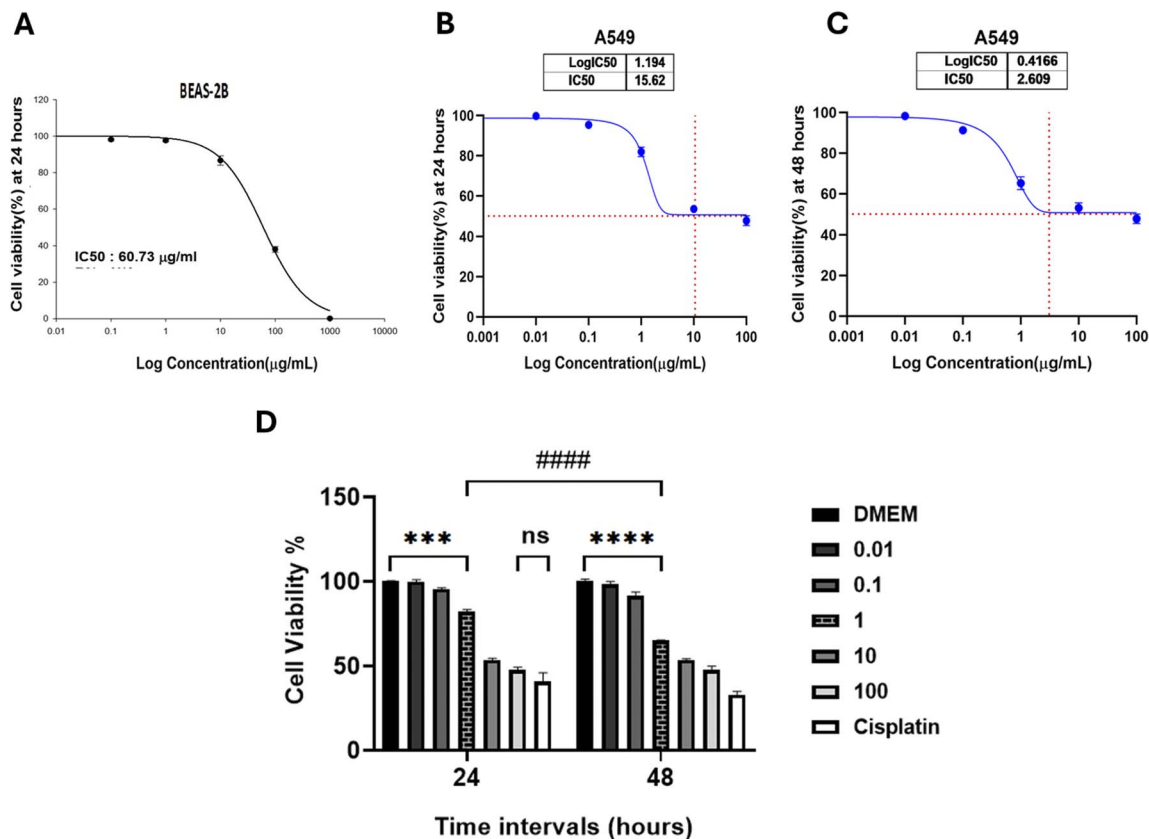 A
BEAS-2B
Cell viability(%) at 24 hours
120
100
80
60
40
20
0
IC50 : 60.73 μg/ml
0.01 0.1 1 10 100 1000 10000
Log Concentration(μg/mL)
B
A549
LogIC50 1.194
IC50 15.62
Cell viability(%) at 24 hours
100
80
60
40
20
0
0.001 0.01 0.1 1 10 100
Log Concentration(μg/mL)
C
A549
LogIC50 0.4166
IC50 2.609
Cell viability(%) at 48 hours
100
80
60
40
20
0
0.001 0.01 0.1 1 10 100
Log Concentration(μg/mL)
D
####
*** ns ****
Cell Viability %
150
100
50
0
24 48
Time intervals (hours)
DMEM
0.01
0.1
1
10
100
Cisplatin